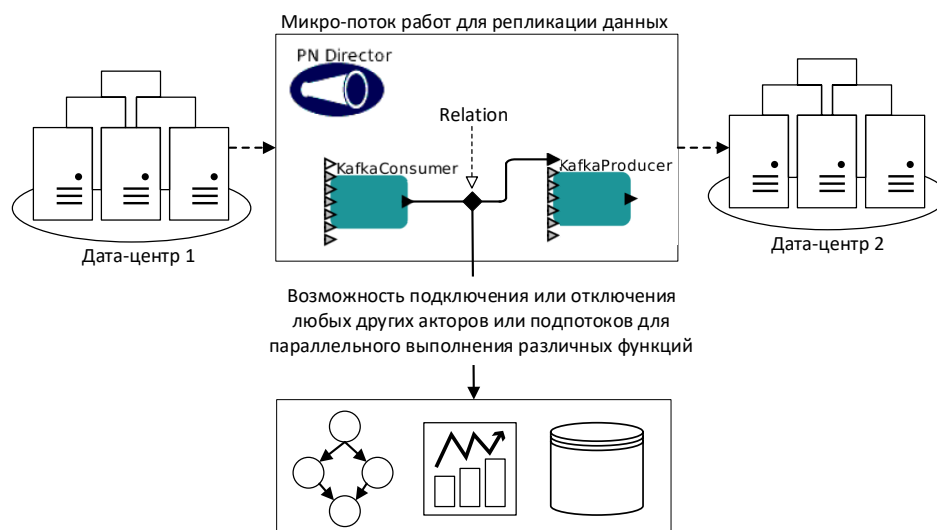 Микро-поток работ для репликации данных
PN Director
Relation
KafkaConsumer
KafkaProducer
Дата-центр 1
Дата-центр 2
Возможность подключения или отключения
любых других акторов или подпотоков для
параллельного выполнения различных функций